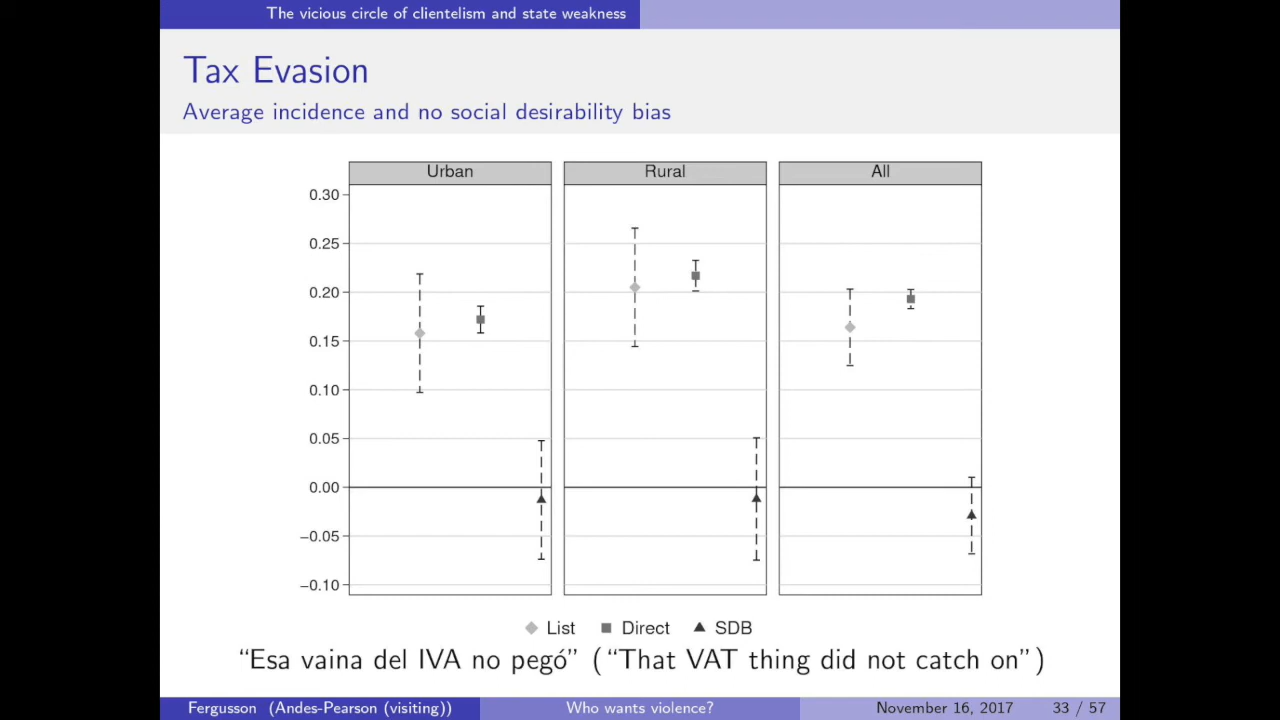 The vicious circle of clientelism and state weakness
Tax Evasion
Average incidence and no social desirability bias
Urban
Rural
All
0.30
0.25
0.20
0.15
0.10
0.05
0.00
−0.05
−0.10
List Direct SDB
“Esa vaina del IVA no pegó” (“That VAT thing did not catch on”)
Fergusson (Andes-Pearson (visiting)) Who wants violence? November 16, 2017 33 / 57